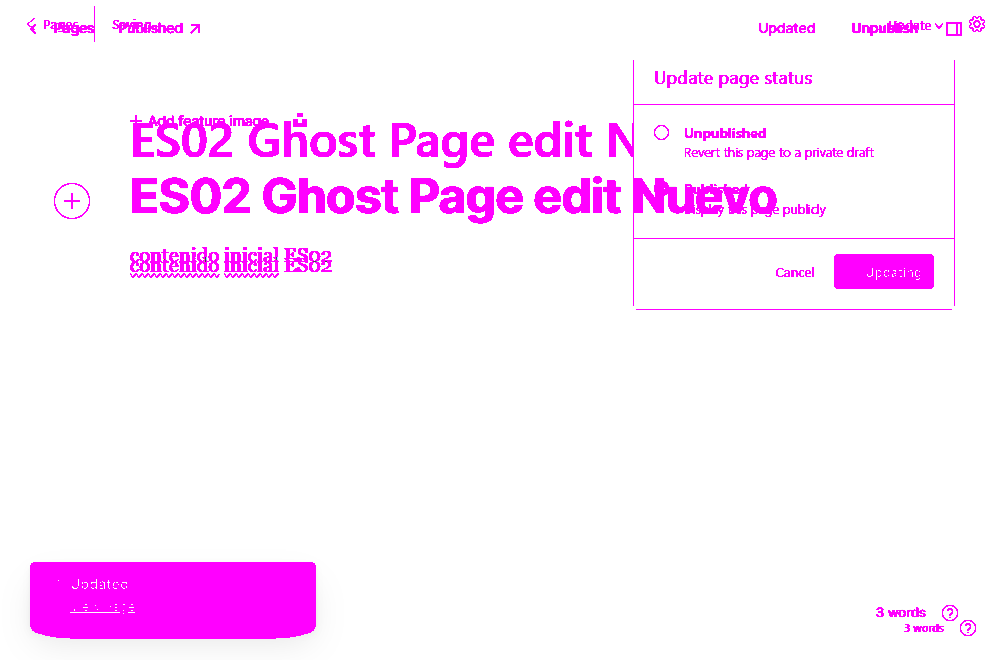 Pages Saving
Pages Published Updated Unpublish Update
Update page status
Add feature image
ES02 Ghost Page edit N
Unpublished
Revert this page to a private draft
ES02 Ghost Page edit Nuevo
Published
Display this page publicly
contenido inicial ES02
contenido inicial ES02
Cancel Updating
Updated
View Page
3 words
3 words